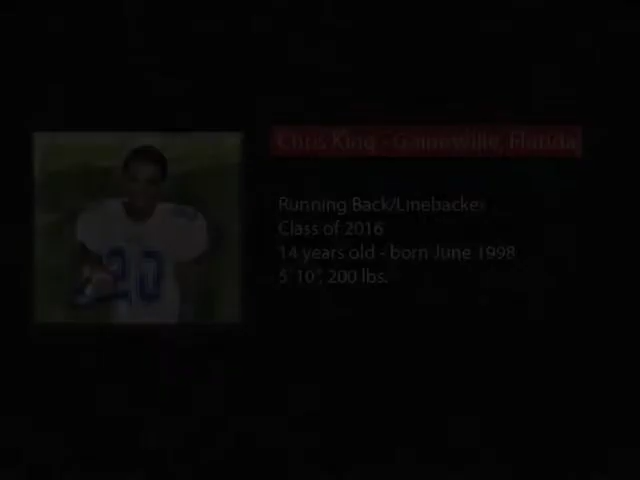 Chris King - Gainesville, Florida
Running Back/Linebacker
Class of 2016
14 years old - born June 1998
5'10", 200 lbs.
20